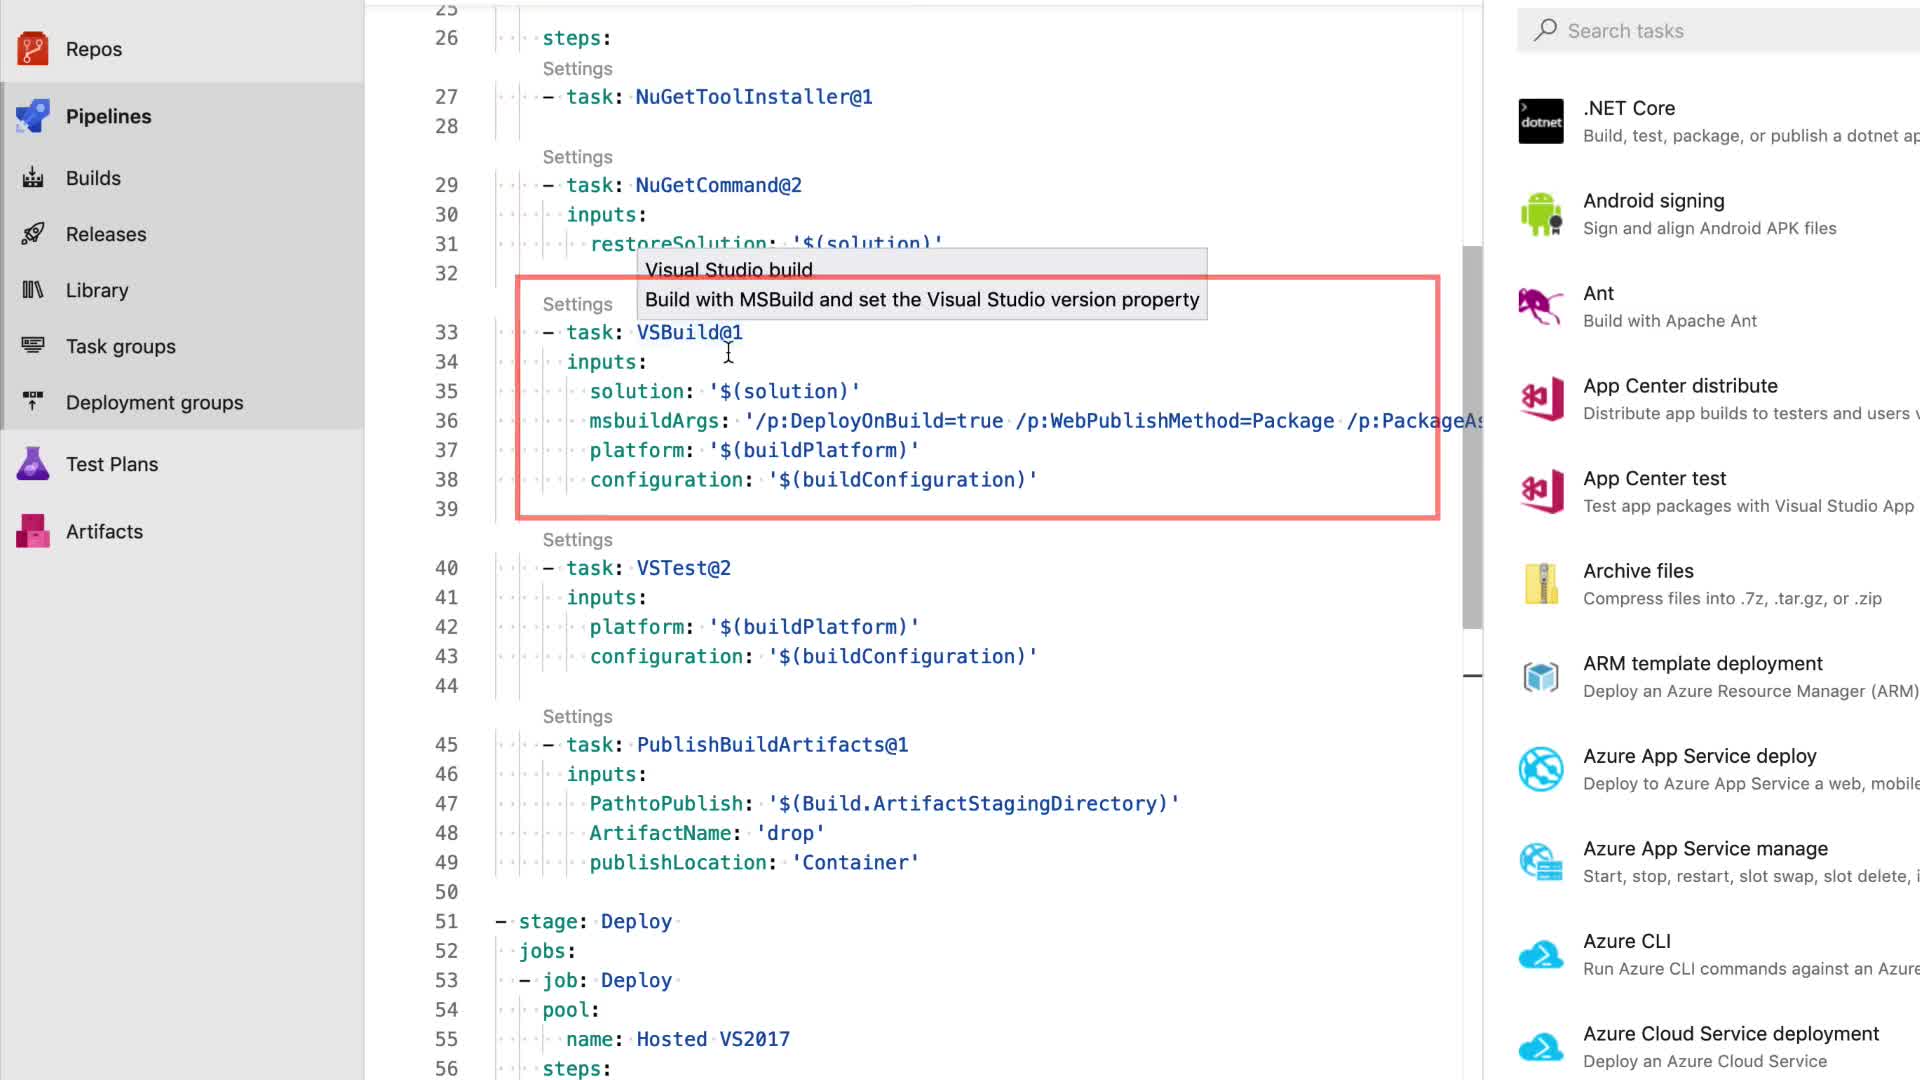 Repos
Pipelines
Builds
Releases
Library
Task groups
Deployment groups
Test Plans
Artifacts
25
26 steps:
Settings
27 - task: NuGetToolInstaller@1
28
Settings
29 - task: NuGetCommand@2
30 inputs:
31 restoreSolution: '$(solution)'
32
Visual Studio build
Build with MSBuild and set the Visual Studio version property
Settings
33 - task: VSBuild@1
34 inputs:
35 solution: '$(solution)'
36 msbuildArgs: '/p:DeployOnBuild=true /p:WebPublishMethod=Package /p:PackageAs
37 platform: '$(buildPlatform)'
38 configuration: '$(buildConfiguration)'
39
Settings
40 - task: VSTest@2
41 inputs:
42 platform: '$(buildPlatform)'
43 configuration: '$(buildConfiguration)'
44
Settings
45 - task: PublishBuildArtifacts@1
46 inputs:
47 PathtoPublish: '$(Build.ArtifactStagingDirectory)'
48 ArtifactName: 'drop'
49 publishLocation: 'Container'
50
51 - stage: Deploy
52 jobs:
53 - job: Deploy
54 pool:
55 name: Hosted VS2017
56 steps:
Search tasks
dotnet
.NET Core
Build, test, package, or publish a dotnet ap
Android signing
Sign and align Android APK files
Ant
Build with Apache Ant
App Center distribute
Distribute app builds to testers and users v
App Center test
Test app packages with Visual Studio App
Archive files
Compress files into .7z, .tar.gz, or .zip
ARM template deployment
Deploy an Azure Resource Manager (ARM)
Azure App Service deploy
Deploy to Azure App Service a web, mobile
Azure App Service manage
Start, stop, restart, slot swap, slot delete, i
Azure CLI
Run Azure CLI commands against an Azure
Azure Cloud Service deployment
Deploy an Azure Cloud Service